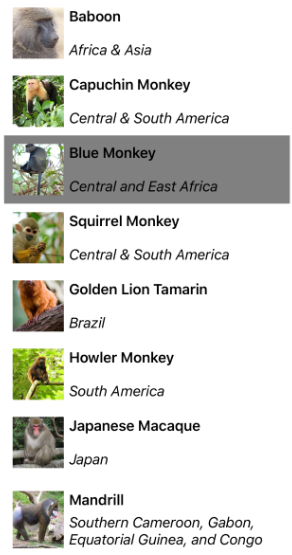 Baboon
Africa & Asia
Capuchin Monkey
Central & South America
Blue Monkey
Central and East Africa
Squirrel Monkey
Central & South America
Golden Lion Tamarin
Brazil
Howler Monkey
South America
Japanese Macaque
Japan
Mandrill
Southern Cameroon, Gabon,
Equatorial Guinea, and Congo